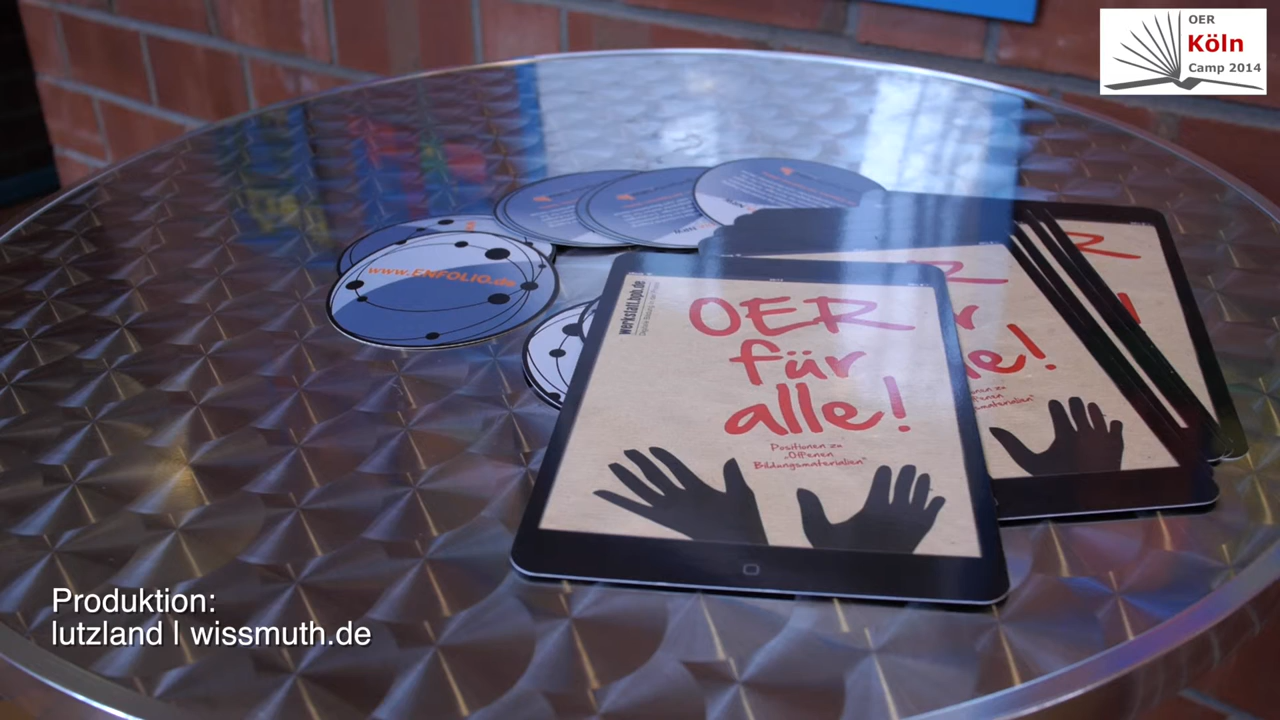 OER
Köln
Camp 2014
www.ENFOLIO.de
werkstatt.bpb.de
OER
für
alle!
Positionen zu
„Offenen
Bildungsmaterialien“
Produktion:
lutzland | wissmuth.de